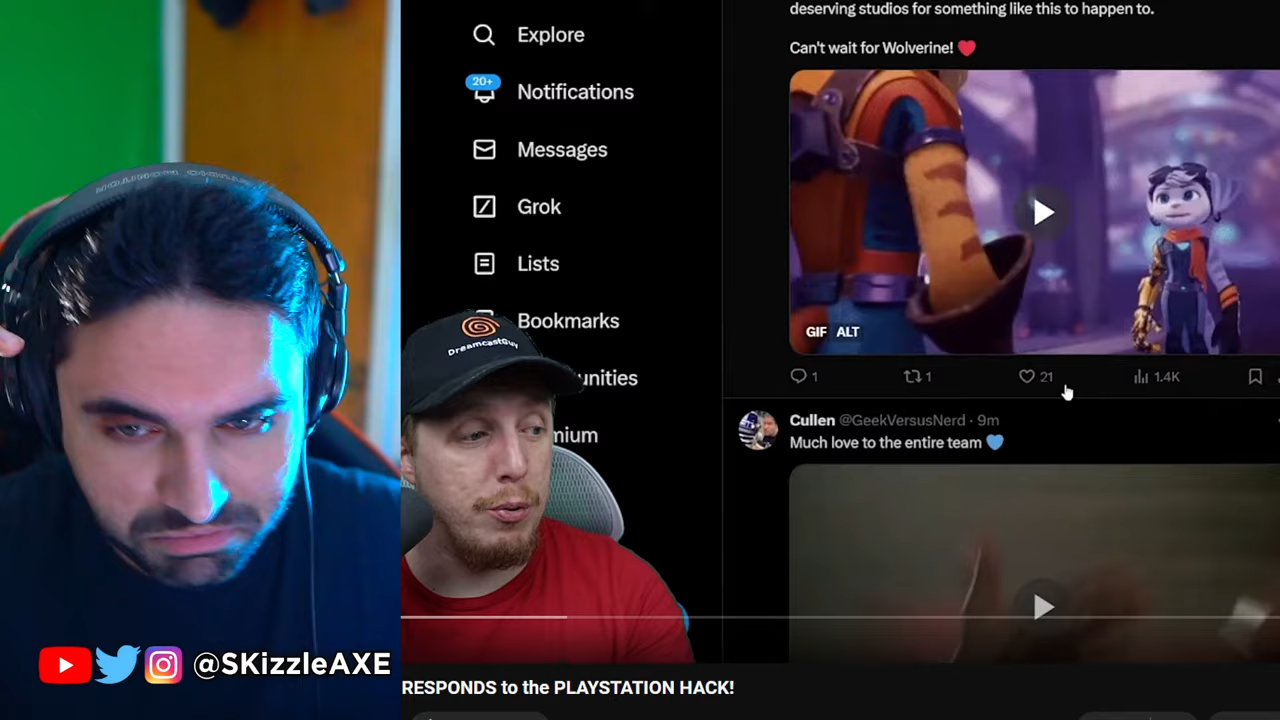 deserving studios for something like this to happen to.
Can't wait for Wolverine! ❤️
Explore
20+
Notifications
Messages
Grok
Lists
Bookmarks
unities
mium
DreamcastGuy
GIF ALT
1
1
21
1.4K
Cullen @GeekVersusNerd · 9m
Much love to the entire team 💙
@SKizzleAXE
RESPONDS to the PLAYSTATION HACK!